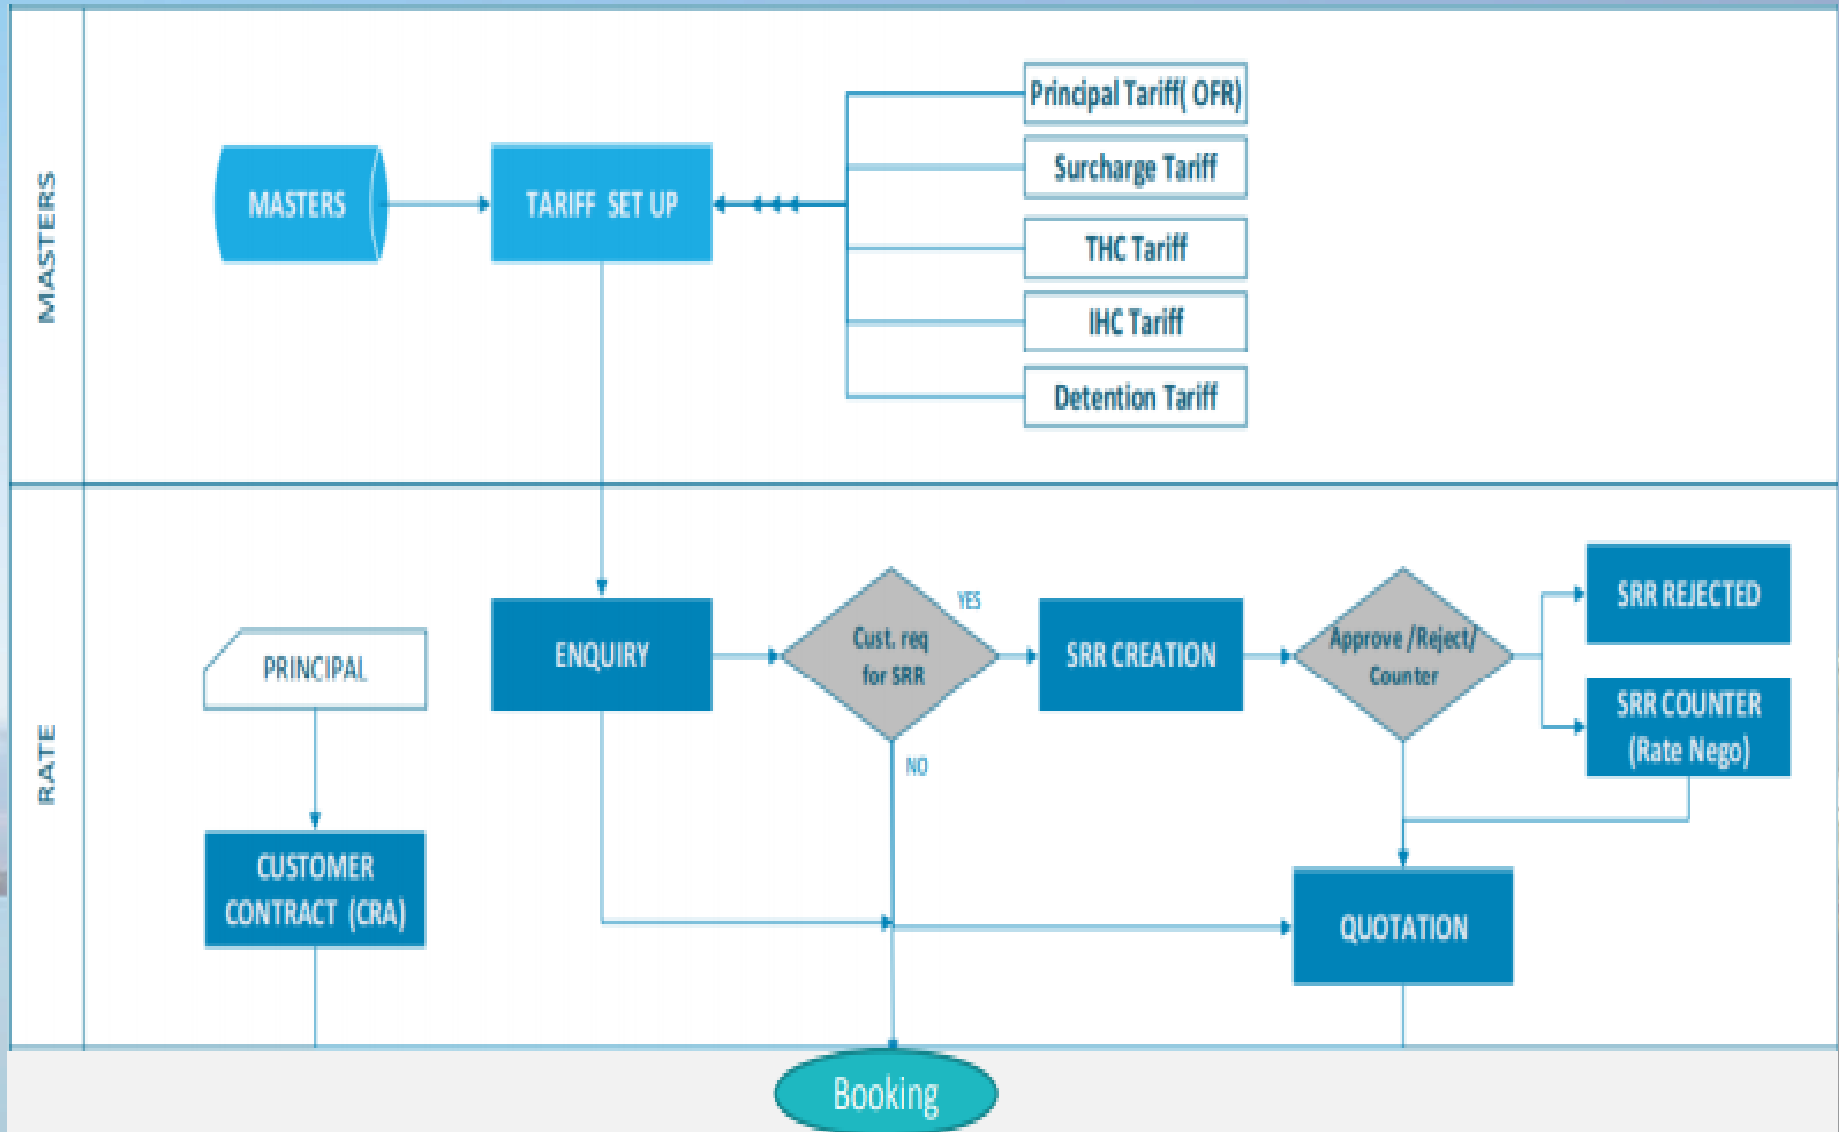 MASTERS
Principal Tariff( OFR)
Surcharge Tariff
MASTERS
TARIFF SET UP
THC Tariff
IHC Tariff
Detention Tariff
RATE
PRINCIPAL
CUSTOMER
CONTRACT (CRA)
ENQUIRY
Cust. req
for SRR
YES
NO
SRR CREATION
Approve /Reject/
Counter
SRR REJECTED
SRR COUNTER
(Rate Nego)
QUOTATION
Booking